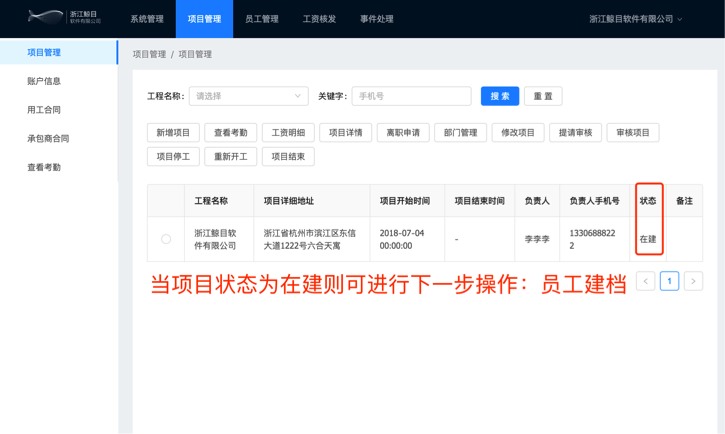 浙江鲸目
软件有限公司
系统管理 项目管理 员工管理 工资核发 事件处理 浙江鲸目软件有限公司
项目管理
账户信息
用工合同
承包商合同
查看考勤
项目管理 / 项目管理
工程名称: 请选择 关键字: 手机号 搜 索 重 置
新增项目 查看考勤 工资明细 项目详情 离职申请 部门管理 修改项目 提请审核 审核项目
项目停工 重新开工 项目结束
工程名称 项目详细地址 项目开始时间 项目结束时间 负责人 负责人手机号 状态 备注
浙江鲸目软 浙江省杭州市滨江区东信 2018-07-04 - 李李李 1330688822 在建
件有限公司 大道1222号六合天寓 00:00:00 2
当项目状态为在建则可进行下一步操作：员工建档
< 1 >